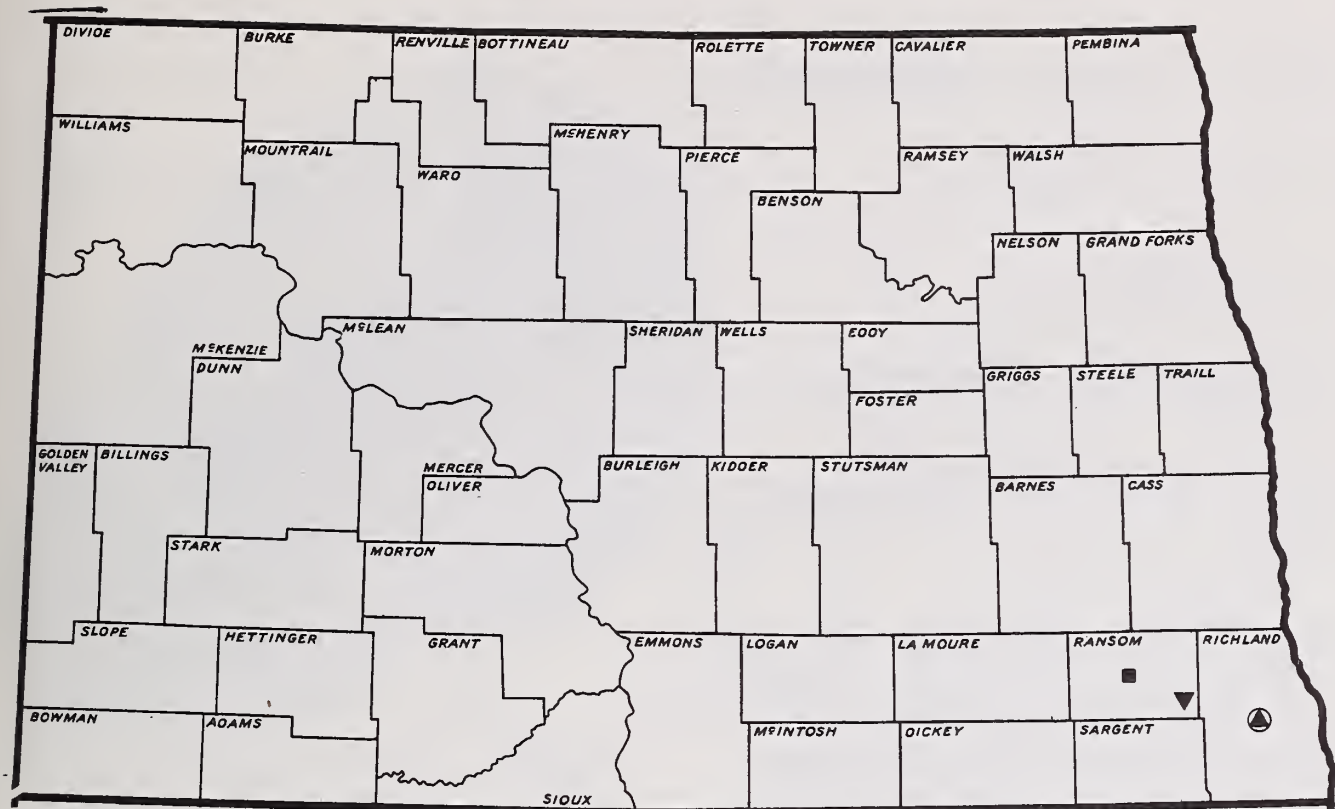 DIVIOE
BURKE
RENVILLE
BOTTINEAU
ROLETTE
TOWNER
CAVALIER
PEMBINA
WILLIAMS
MOUNTRAIL
WARO
McHENRY
PIERCE
BENSON
RAMSEY
WALSH
NELSON
GRAND FORKS
McKENZIE
DUNN
McLEAN
SHERIDAN
WELLS
EOOY
FOSTER
GRIGGS
STEELE
TRAILL
GOLDEN
VALLEY
BILLINGS
MERCER
OLIVER
BURLEIGH
KIOOER
STUTSMAN
BARNES
CASS
STARK
MORTON
SLOPE
HETTINGER
GRANT
EMMONS
LOGAN
LA MOURE
RANSOM
RICHLAND
BOWMAN
AOAMS
SIOUX
McINTOSH
OICKEY
SARGENT